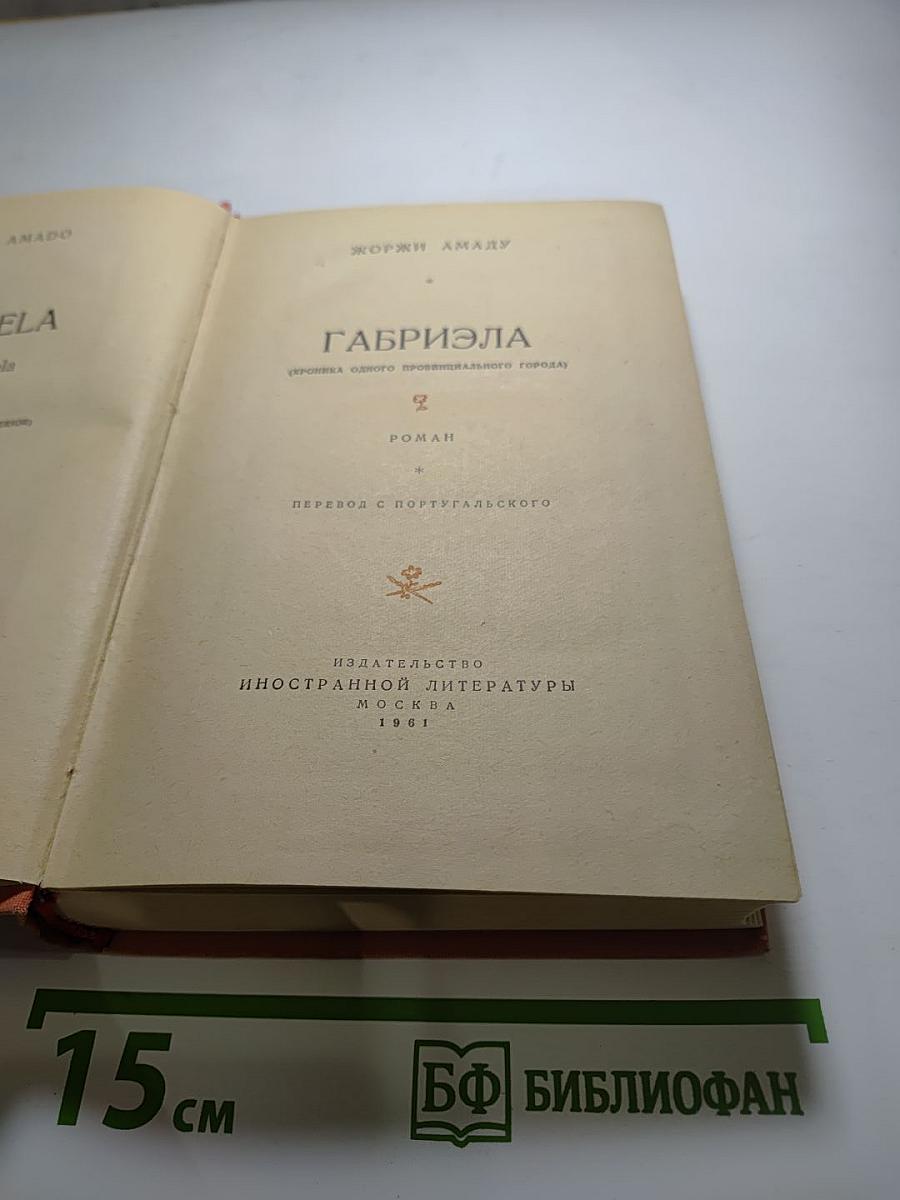 AMADO
ELA
ela
ЖОРЖИ АМАДУ
*
ГАБРИЭЛА
(ХРОНИКА ОДНОГО ПРОВИНЦИАЛЬНОГО ГОРОДА)
РОМАН
*
ПЕРЕВОД С ПОРТУГАЛЬСКОГО
ИЗДАТЕЛЬСТВО
ИНОСТРАННОЙ ЛИТЕРАТУРЫ
МОСКВА
1961
15 см
БФ БИБЛИОФАН